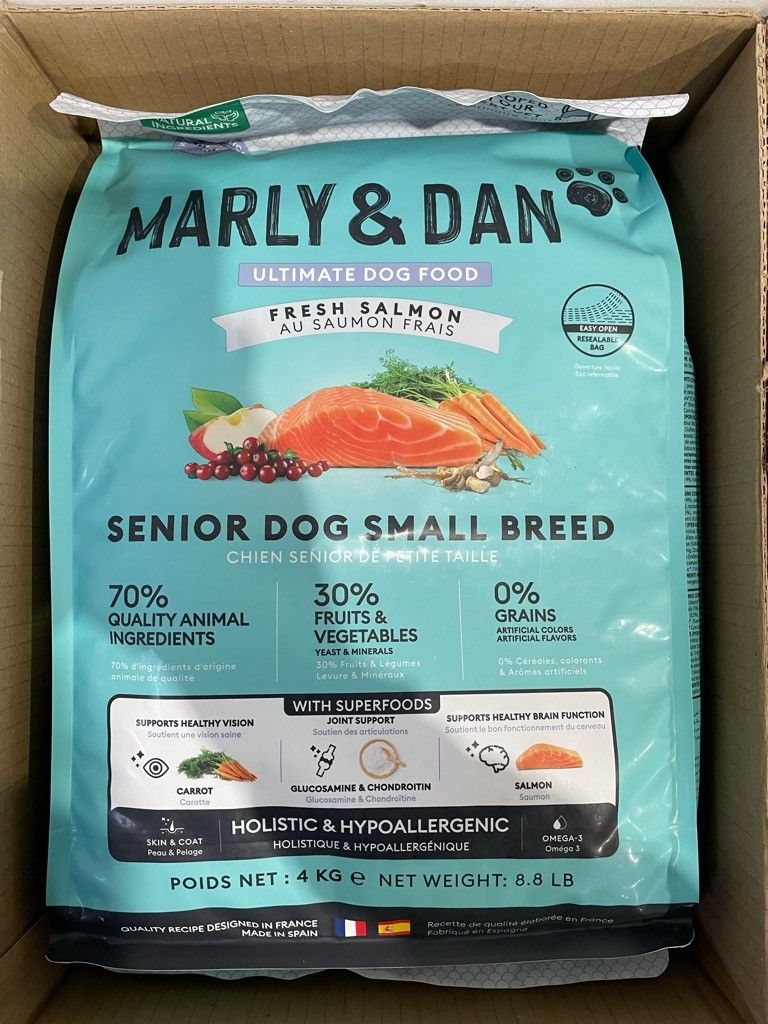 NATURAL
INGREDIENTS
MARLY & DAN
ULTIMATE DOG FOOD
FRESH SALMON
AU SAUMON FRAIS
EASY OPEN
RESEALABLE
BAG
Ouverture facile
Sac refermable
SENIOR DOG SMALL BREED
CHIEN SENIOR DE PETITE TAILLE
70%
QUALITY ANIMAL
INGREDIENTS
70% d'ingrédients d'origine
animale de qualité
30%
FRUITS &
VEGETABLES
YEAST & MINERALS
30% Fruits & Légumes
Levure & Minéraux
0%
GRAINS
ARTIFICIAL COLORS
ARTIFICIAL FLAVORS
0% Céréales, colorants
& Arômes artificiels
WITH SUPERFOODS
SUPPORTS HEALTHY VISION
Soutient une vision saine
CARROT
Carotte
JOINT SUPPORT
Soutien des articulations
GLUCOSAMINE & CHONDROITIN
Glucosamine & Chondroïtine
SUPPORTS HEALTHY BRAIN FUNCTION
Soutient le bon fonctionnement du cerveau
SALMON
Saumon
SKIN & COAT
Peau & Pelage
HOLISTIC & HYPOALLERGENIC
HOLISTIQUE & HYPOALLERGÉNIQUE
OMEGA-3
Oméga 3
POIDS NET : 4 KG e NET WEIGHT: 8.8 LB
QUALITY RECIPE DESIGNED IN FRANCE
MADE IN SPAIN
Recette de qualité élaborée en France
Fabriqué en Espagne